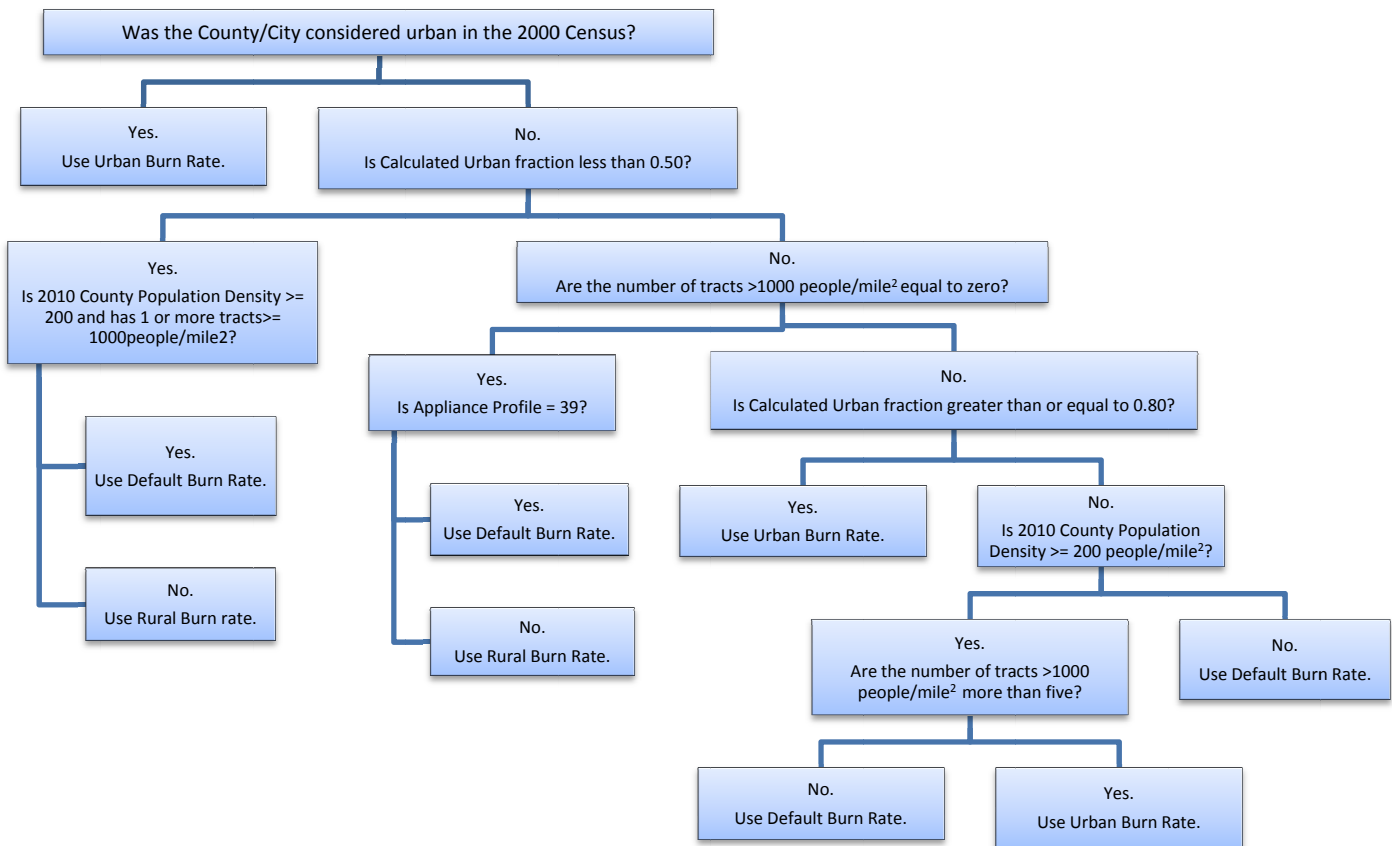 Was the County/City considered urban in the 2000 Census?
Yes.
Use Urban Burn Rate.
No.
Is Calculated Urban fraction less than 0.50?
Yes.
Is 2010 County Population Density >=
200 and has 1 or more tracts>=
1000people/mile2?
No.
Are the number of tracts >1000 people/mile² equal to zero?
Yes.
Use Default Burn Rate.
No.
Use Rural Burn rate.
Yes.
Is Appliance Profile = 39?
No.
Is Calculated Urban fraction greater than or equal to 0.80?
Yes.
Use Default Burn Rate.
No.
Use Rural Burn Rate.
Yes.
Use Urban Burn Rate.
No.
Is 2010 County Population
Density >= 200 people/mile²?
Yes.
Are the number of tracts >1000
people/mile² more than five?
No.
Use Default Burn Rate.
No.
Use Default Burn Rate.
Yes.
Use Urban Burn Rate.